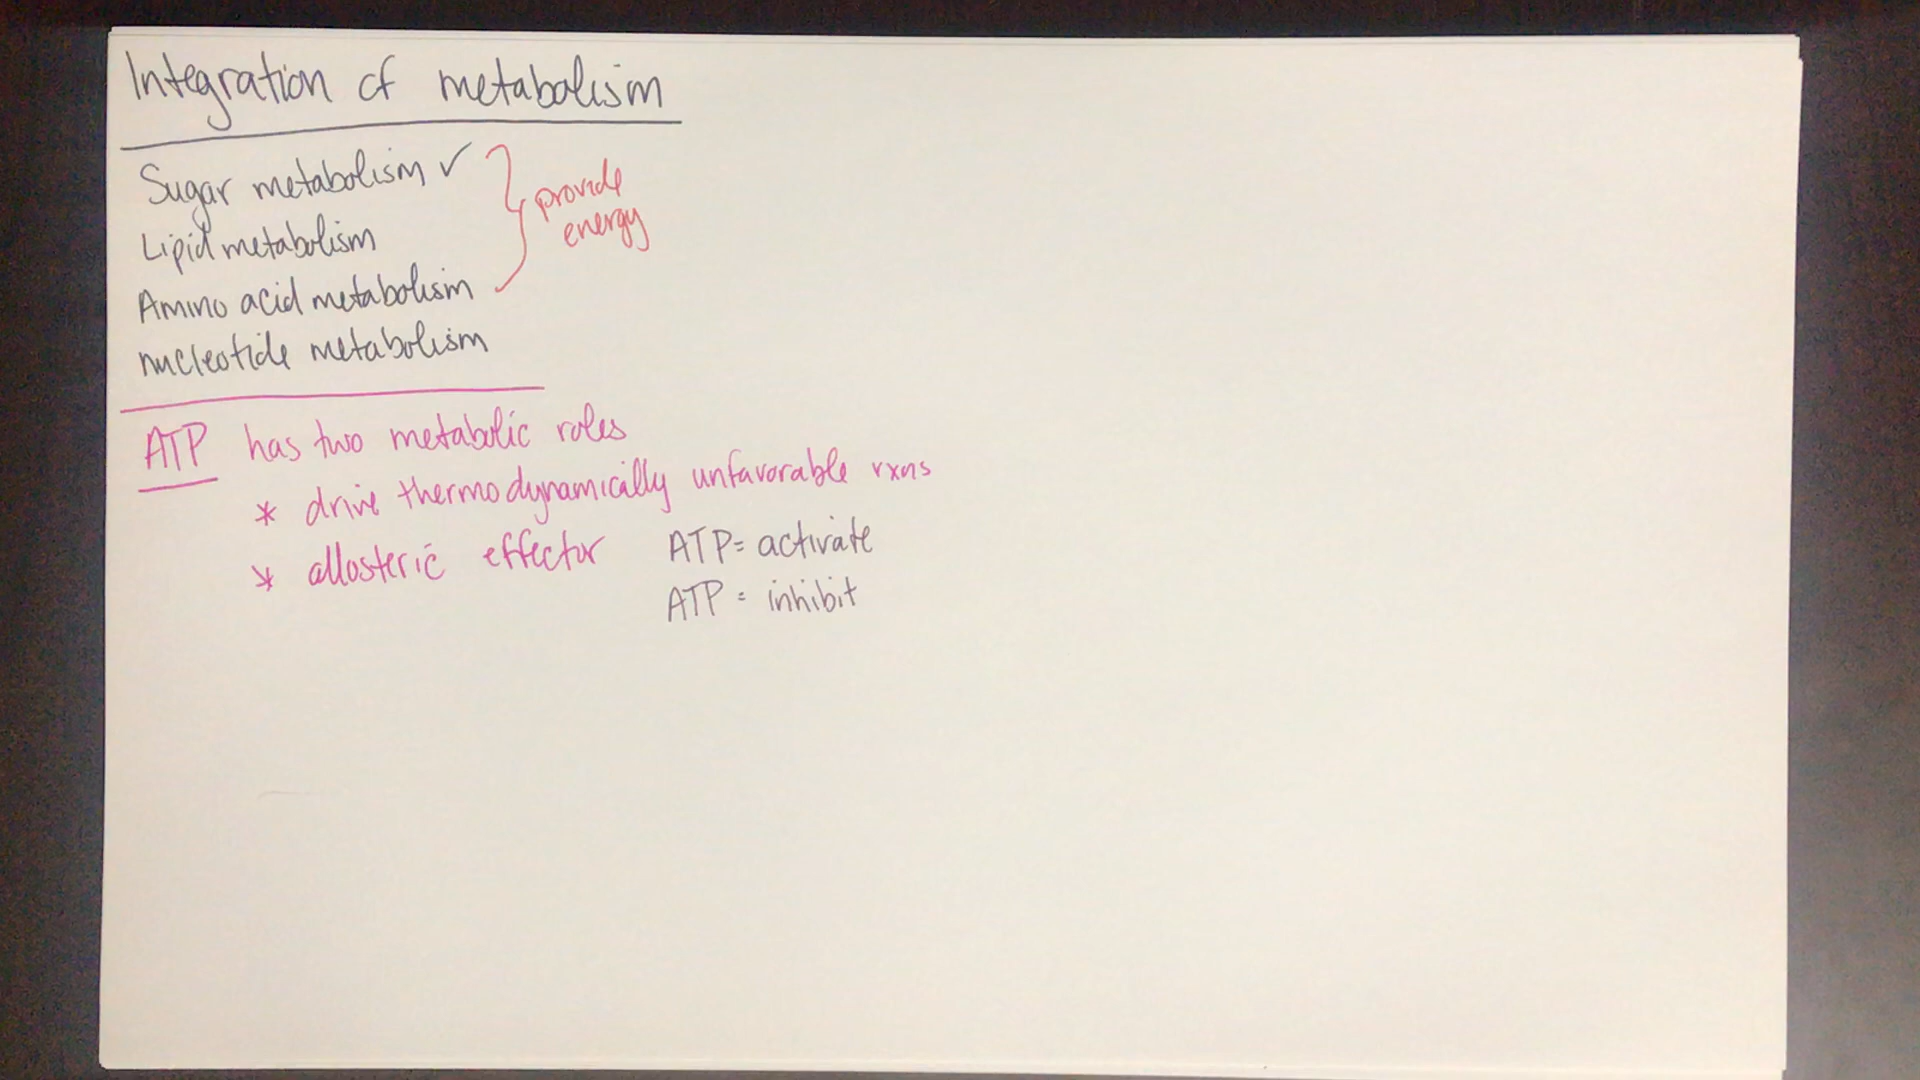 Integration of metabolism
Sugar metabolism ✓
Lipid metabolism
Amino acid metabolism
nucleotide metabolism
provide
energy
ATP has two metabolic roles
* drive thermodynamically unfavorable rxns
* allosteric effector ATP = activate
ATP = inhibit